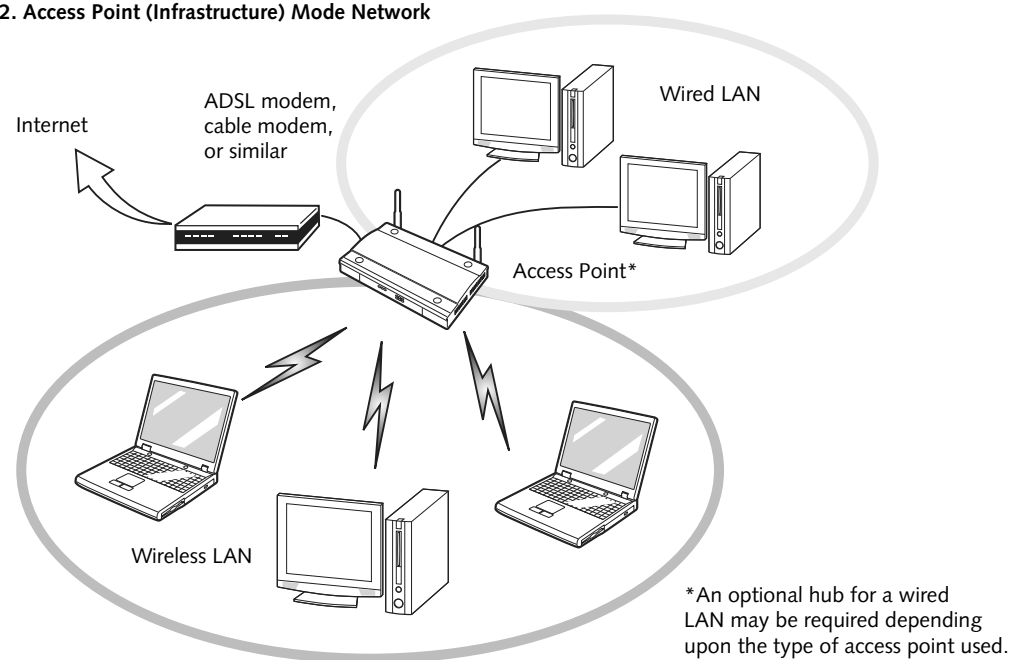 2. Access Point (Infrastructure) Mode Network
Internet
ADSL modem,
cable modem,
or similar
Wired LAN
Access Point*
Wireless LAN
*An optional hub for a wired
LAN may be required depending
upon the type of access point used.